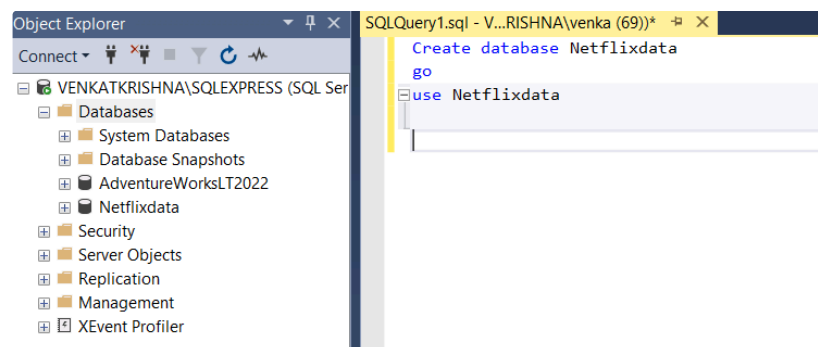 Object Explorer
Connect
VENKATKRISHNA\SQLEXPRESS (SQL Ser
Databases
System Databases
Database Snapshots
AdventureWorksLT2022
Netflixdata
Security
Server Objects
Replication
Management
XEvent Profiler
SQLQuery1.sql - V...RISHNA\venka (69))*
Create database Netflixdata
go
use Netflixdata